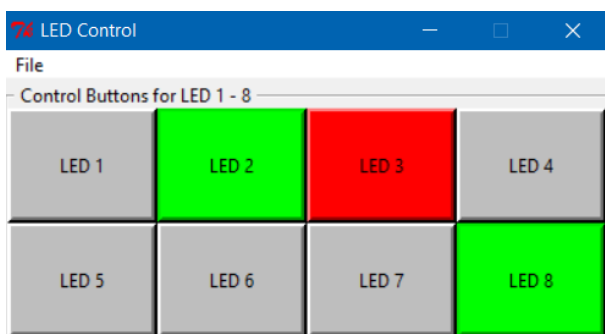 LED Control
File
Control Buttons for LED 1 - 8
LED 1 LED 2 LED 3 LED 4
LED 5 LED 6 LED 7 LED 8